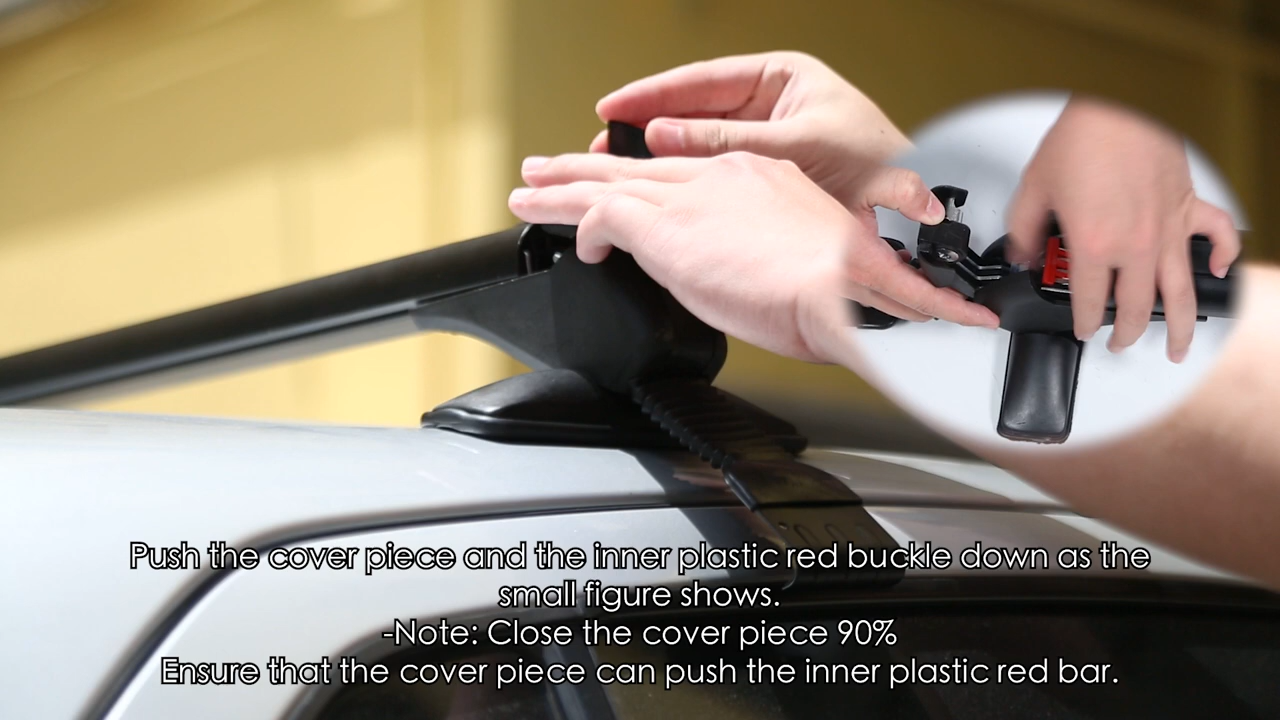 Push the cover piece and the inner plastic red buckle down as the
small figure shows.
-Note: Close the cover piece 90%
Ensure that the cover piece can push the inner plastic red bar.